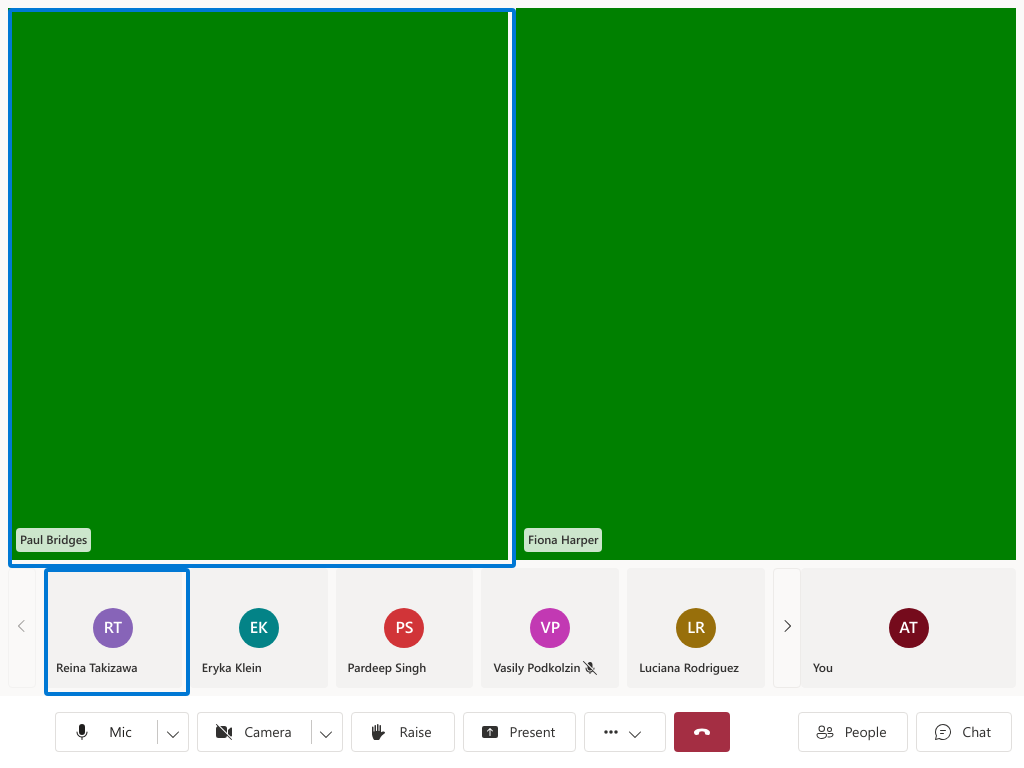 Paul Bridges
Fiona Harper
RT
EK
PS
VP
LR
AT
Reina Takizawa
Eryka Klein
Pardeep Singh
Vasily Podkolzin
Luciana Rodriguez
You
Mic
Camera
Raise
Present
People
Chat